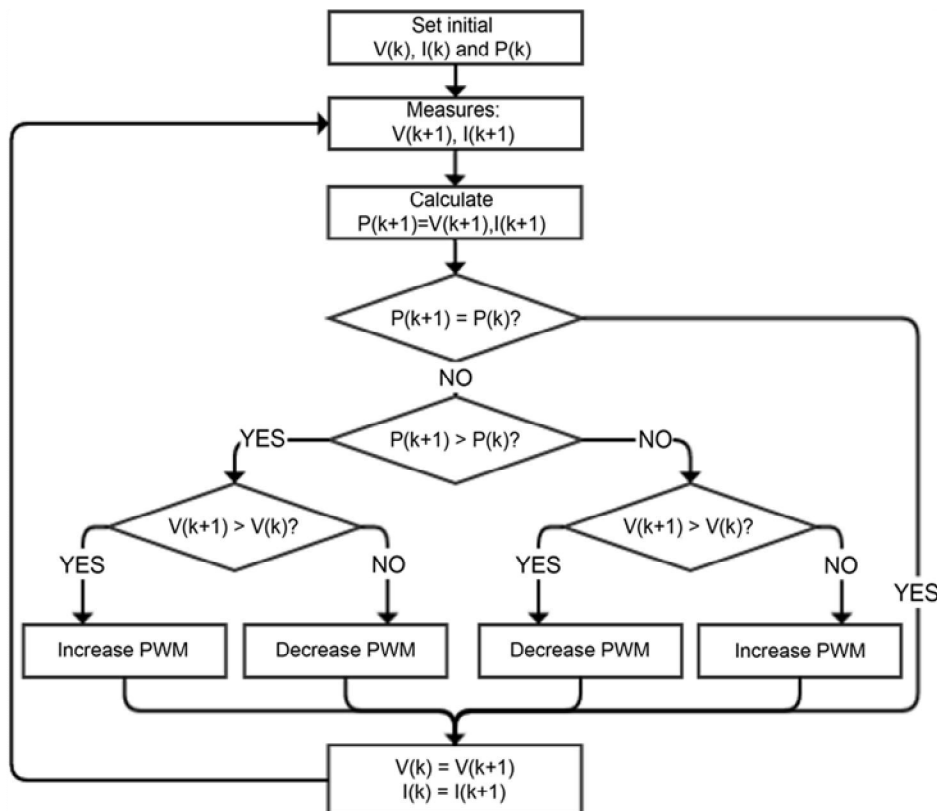 Set initial
V(k), I(k) and P(k)
Measures:
V(k+1), I(k+1)
Calculate
P(k+1)=V(k+1),I(k+1)
P(k+1) = P(k)?
NO
P(k+1) > P(k)?
YES
NO
V(k+1) > V(k)?
V(k+1) > V(k)?
YES
NO
YES
NO
YES
Increase PWM
Decrease PWM
Decrease PWM
Increase PWM
V(k) = V(k+1)
I(k) = I(k+1)